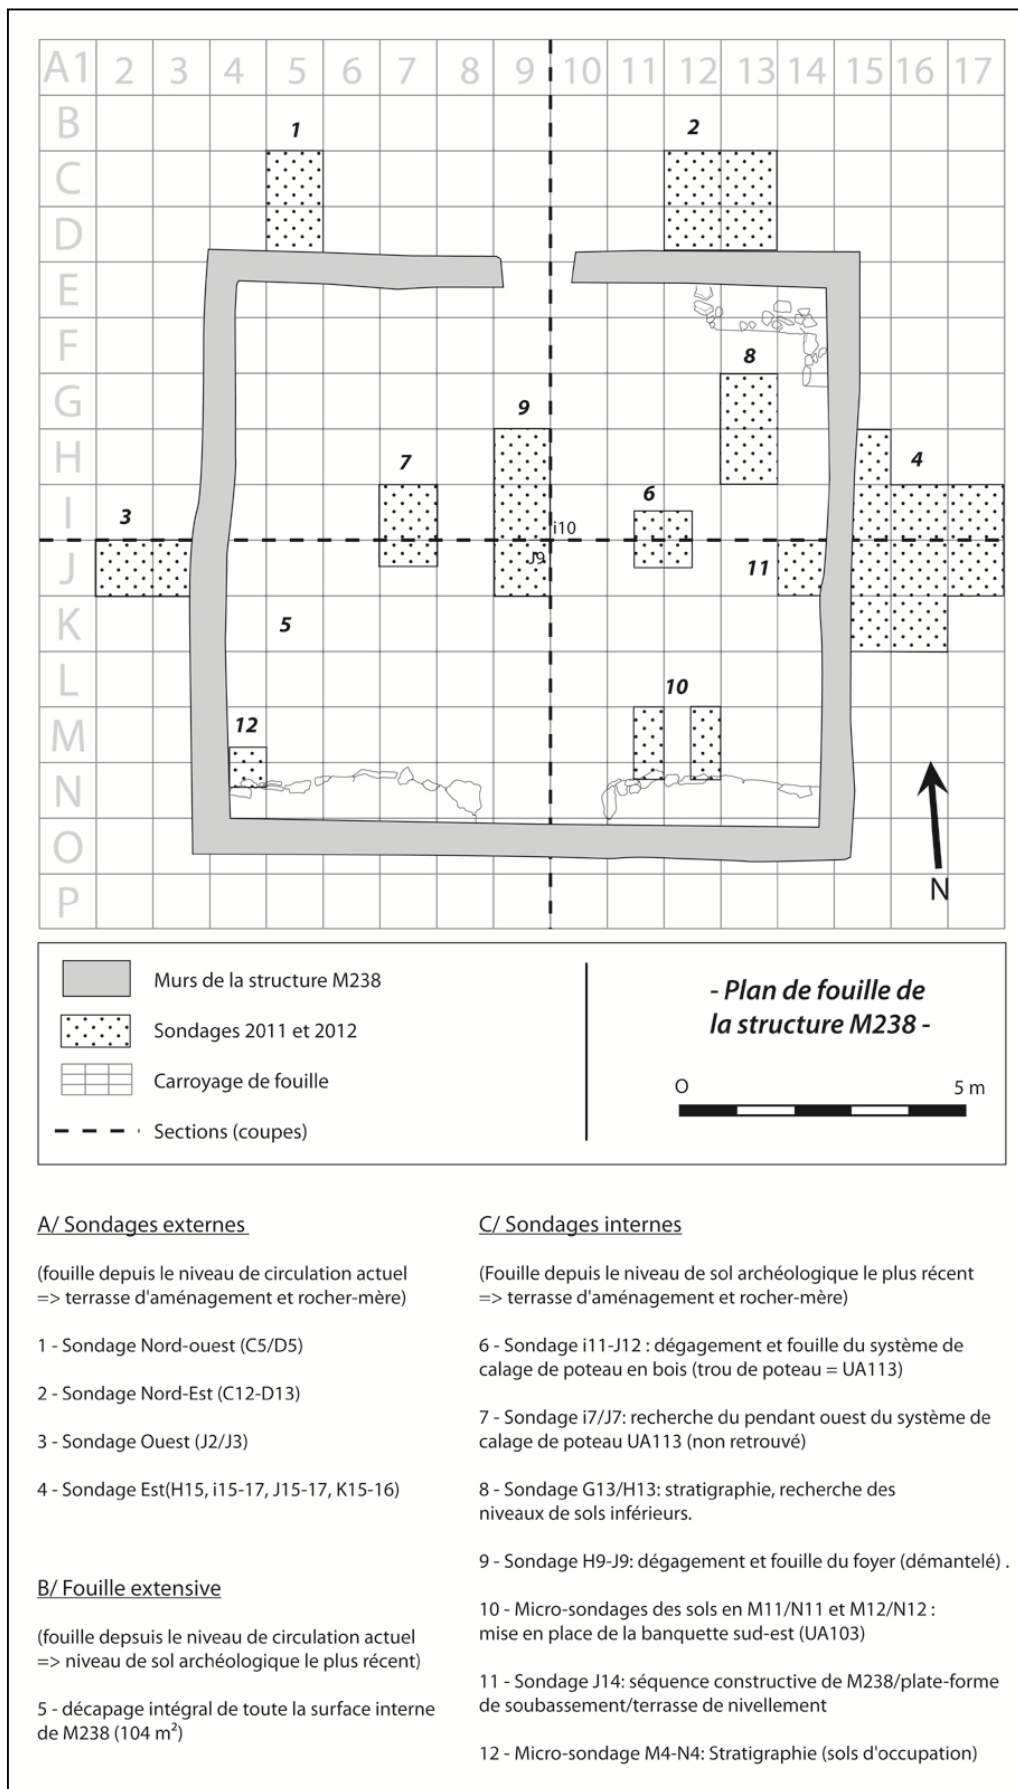 A1 2 3 4 5 6 7 8 9 10 11 12 13 14 15 16 17
B
1
2
C
D
E
F
8
G
9
H
7
4
I
6
3
i10
J
J9
11
K
5
L
10
M
12
N
O
P
N
Murs de la structure M238
Sondages 2011 et 2012
Carroyage de fouille
Sections (coupes)
- Plan de fouille de
la structure M238 -
O 5 m
A/ Sondages externes
(fouille depuis le niveau de circulation actuel
=> terrasse d'aménagement et rocher-mère)
1 - Sondage Nord-ouest (C5/D5)
2 - Sondage Nord-Est (C12-D13)
3 - Sondage Ouest (J2/J3)
4 - Sondage Est(H15, i15-17, J15-17, K15-16)
B/ Fouille extensive
(fouille depsuis le niveau de circulation actuel
=> niveau de sol archéologique le plus récent)
5 - décapage intégral de toute la surface interne
de M238 (104 m²)
C/ Sondages internes
(Fouille depuis le niveau de sol archéologique le plus récent
=> terrasse d'aménagement et rocher-mère)
6 - Sondage i11-J12 : dégagement et fouille du système de
calage de poteau en bois (trou de poteau = UA113)
7 - Sondage i7/J7: recherche du pendant ouest du système de
calage de poteau UA113 (non retrouvé)
8 - Sondage G13/H13: stratigraphie, recherche des
niveaux de sols inférieurs.
9 - Sondage H9-J9: dégagement et fouille du foyer (démantelé) .
10 - Micro-sondages des sols en M11/N11 et M12/N12 :
mise en place de la banquette sud-est (UA103)
11 - Sondage J14: séquence constructive de M238/plate-forme
de soubassement/terrasse de nivellement
12 - Micro-sondage M4-N4: Stratigraphie (sols d'occupation)